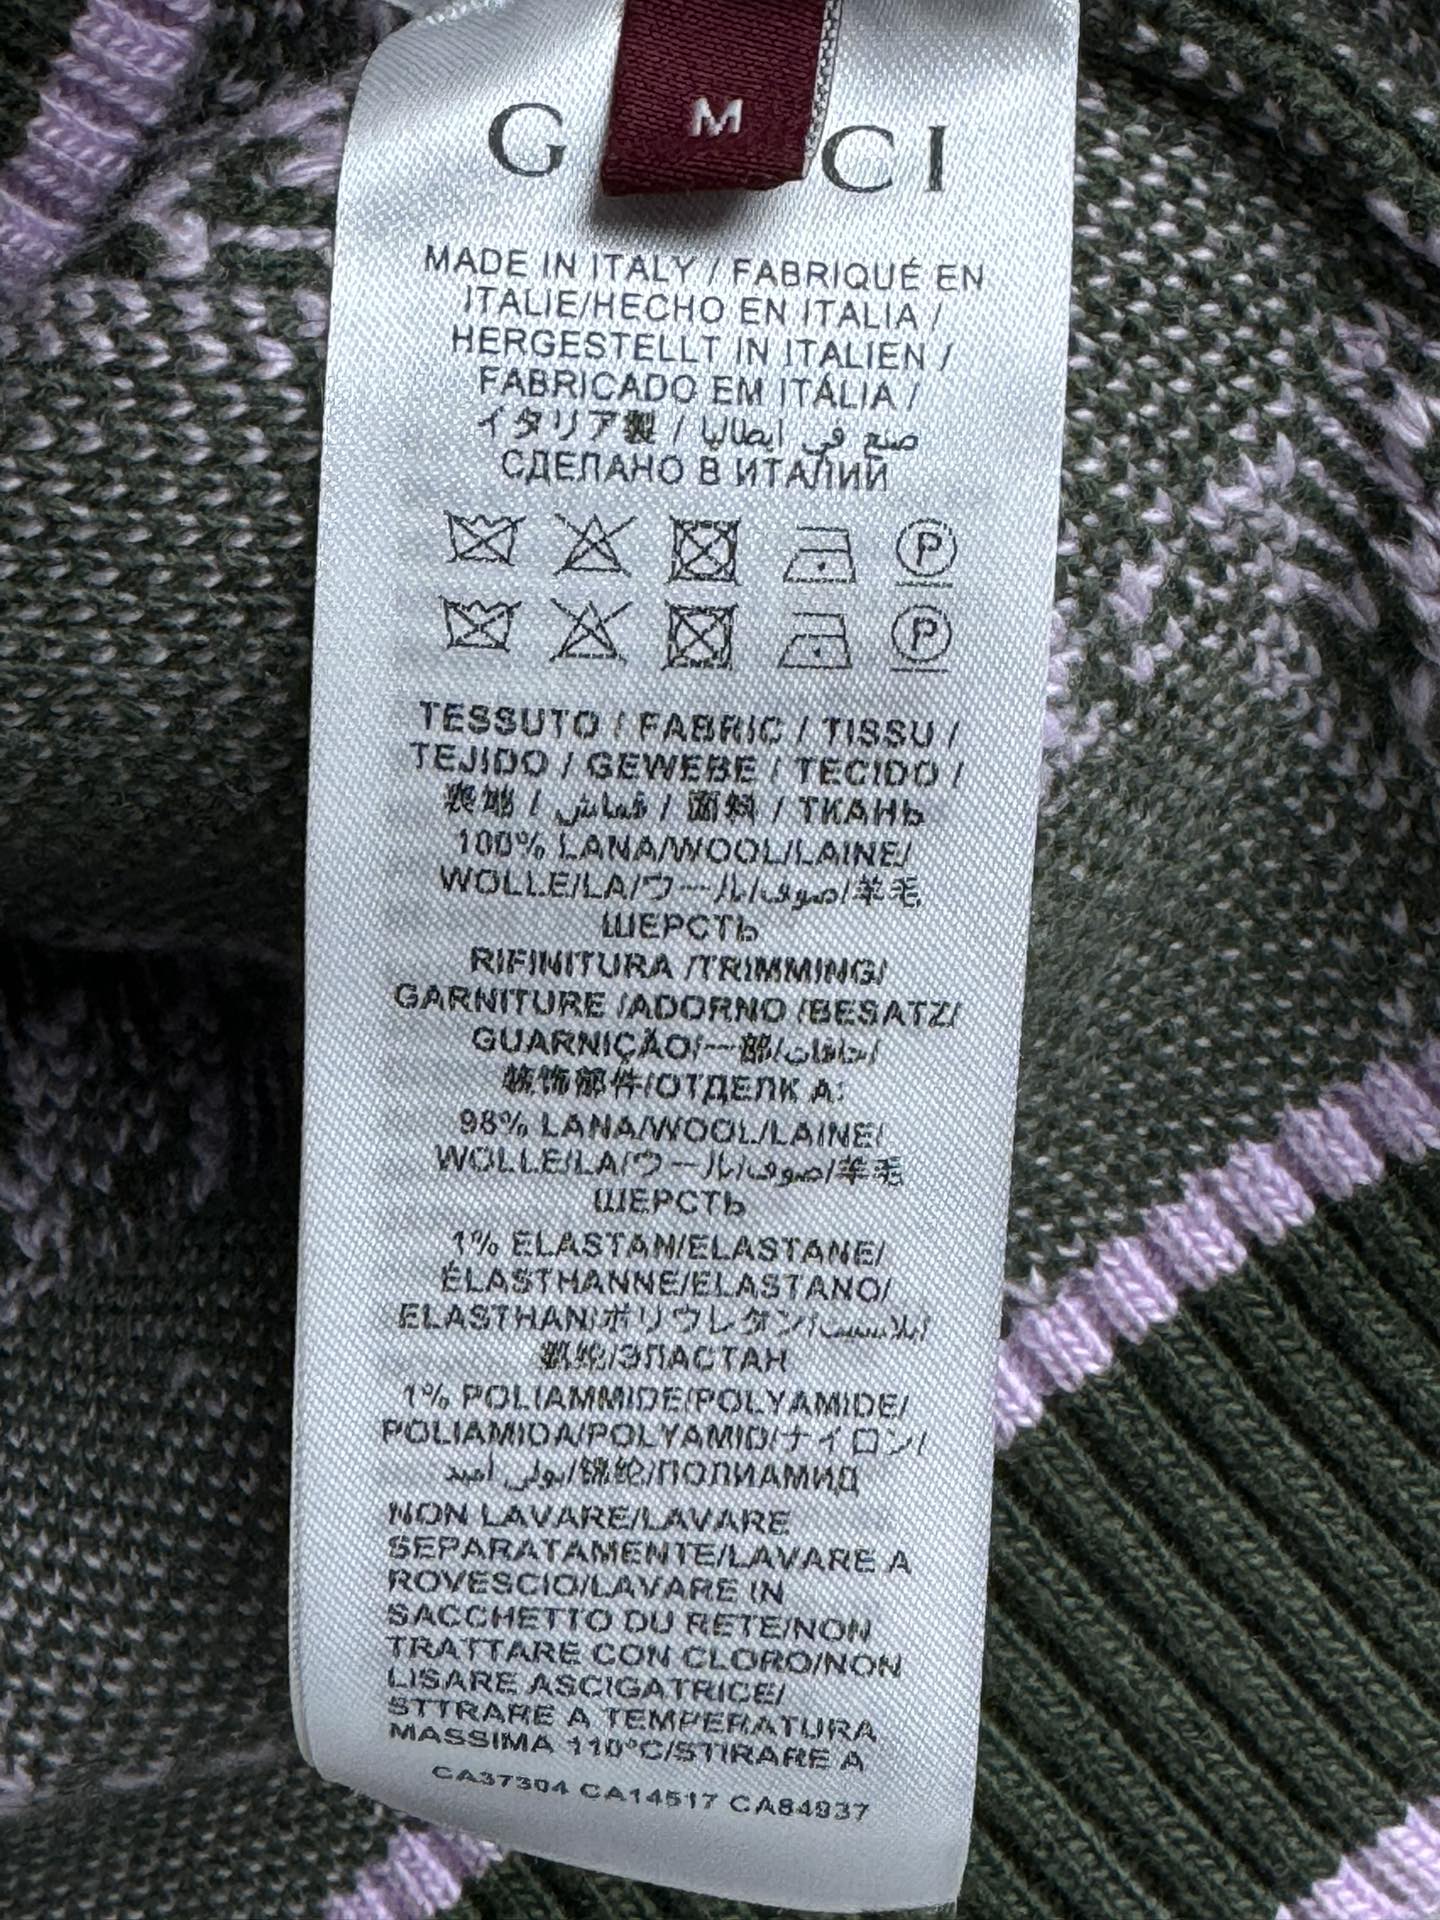 M
G CCI
MADE IN ITALY / FABRIQUÉ EN
ITALIE/HECHO EN ITALIA /
HERGESTELLT IN ITALIEN /
FABRICADO EM ITÁLIA /
イタリア製 / صنع في إيطاليا
СДЕЛАНО В ИТАЛИЙ
P
P
TESSUTO / FABRIC / TISSU /
TEJIDO / GEWEBE / TECIDO /
表地 / قماش / 面料 / ТКАНЬ
100% LANA/WOOL/LAINE/
WOLLE/LA/ウール/صوف/羊毛
ШЕРСТЬ
RIFINITURA /TRIMMING/
GARNITURE /ADORNO /BESATZ/
GUARNIÇÃO/一部/
装饰部件/ОТДЕЛК А:
98% LANA/WOOL/LAINE/
WOLLE/LA/ウール/صوف/羊毛
ШЕРСТЬ
1% ELASTAN/ELASTANE/
ÉLASTHANNE/ELASTANO/
ELASTHAN/ポリウレタン/
氨纶/ЭЛАСТАН
1% POLIAMMIDE/POLYAMIDE/
POLIAMIDA/POLYAMID/ナイロン/
بولي أميد/锦纶/ПОЛИАМИД
NON LAVARE/LAVARE
SEPARATAMENTE/LAVARE A
ROVESCIO/LAVARE IN
SACCHETTO DU RETE/NON
TRATTARE CON CLORO/NON
LISARE ASCIGATRICE/
STTRARE A TEMPERATURA
MASSIMA 110°C/STIRARE A
CA37304 CA14517 CA84937